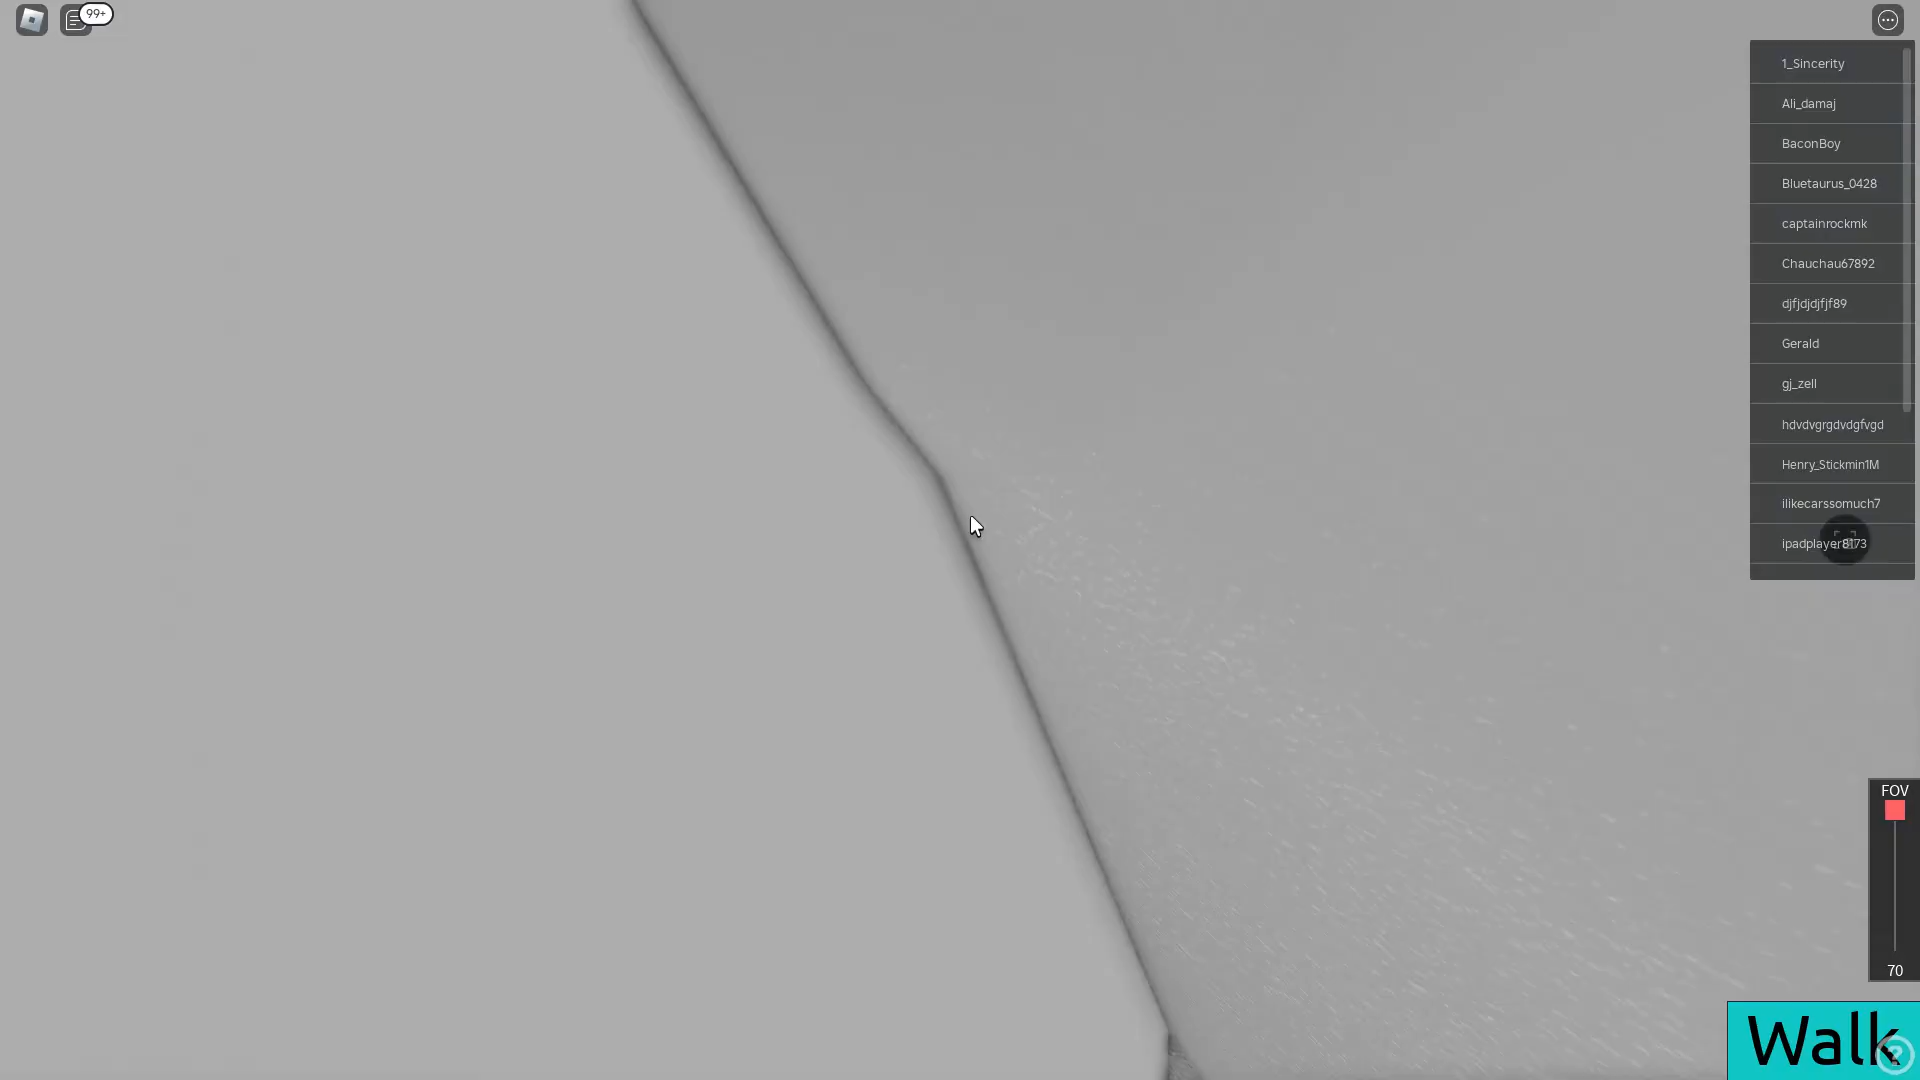 99+
1_Sincerity
Ali_damaj
BaconBoy
Bluetaurus_0428
captainrockmk
Chauchau67892
djfjdjdjfjf89
Gerald
gj_zell
hdvdvgrgdvdgfvgd
Henry_Stickmin1M
ilikecarssomuch7
ipadplayer8173
FOV
70
Walk
?